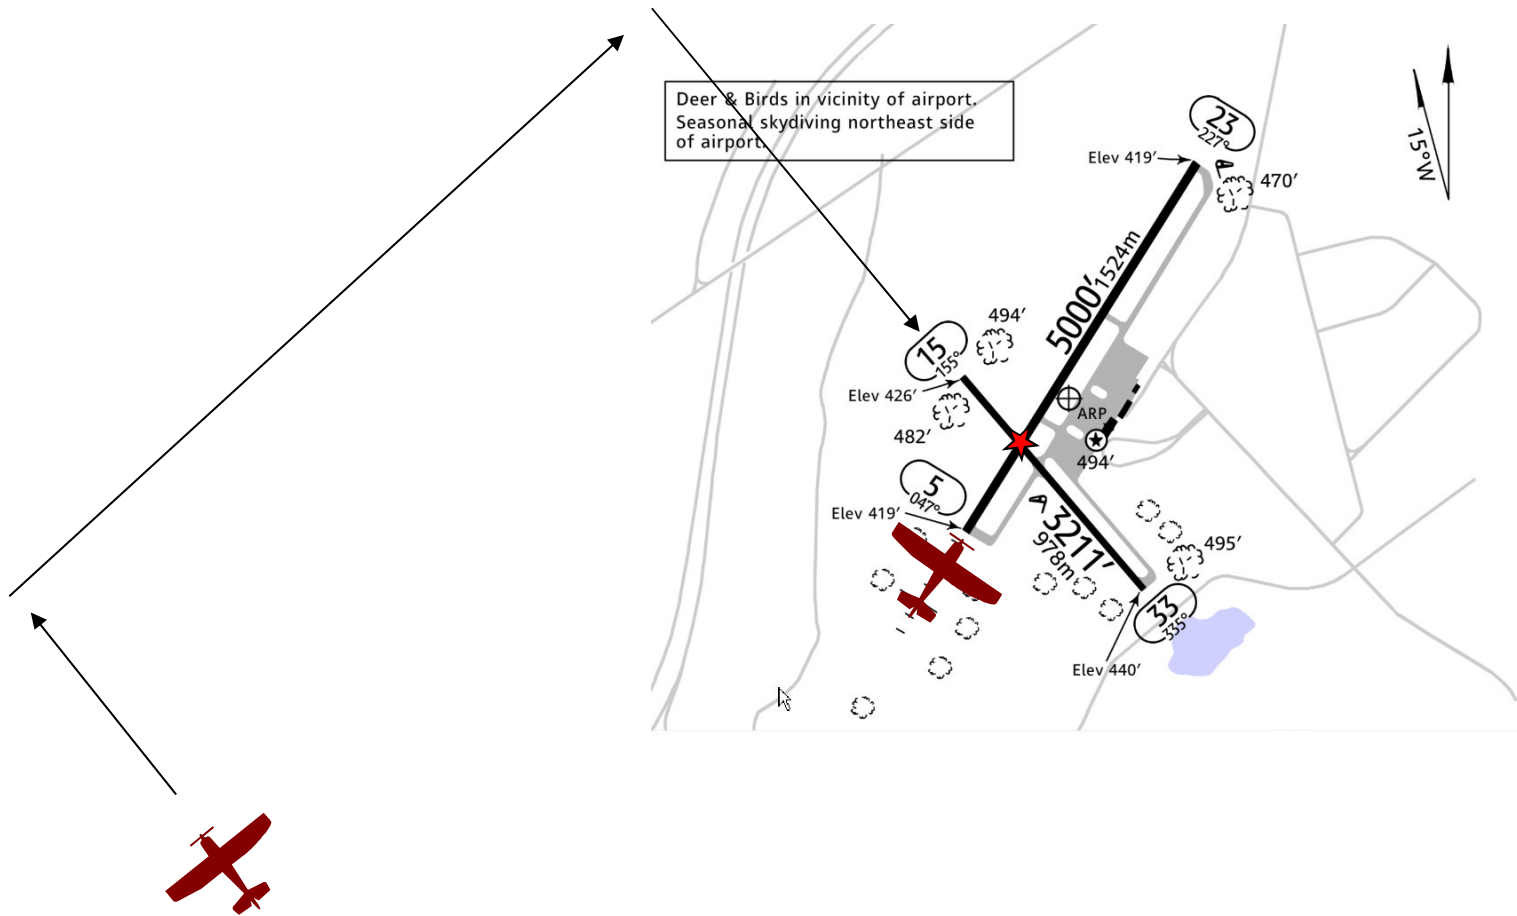 Deer & Birds in vicinity of airport.
Seasonal skydiving northeast side
of airport.
23
227°
Elev 419′
470′
15°W
5000′
1524m
494′
15
155°
Elev 426′
482′
ARP
494′
5
047°
Elev 419′
3211′
978m
495′
33
335°
Elev 440′